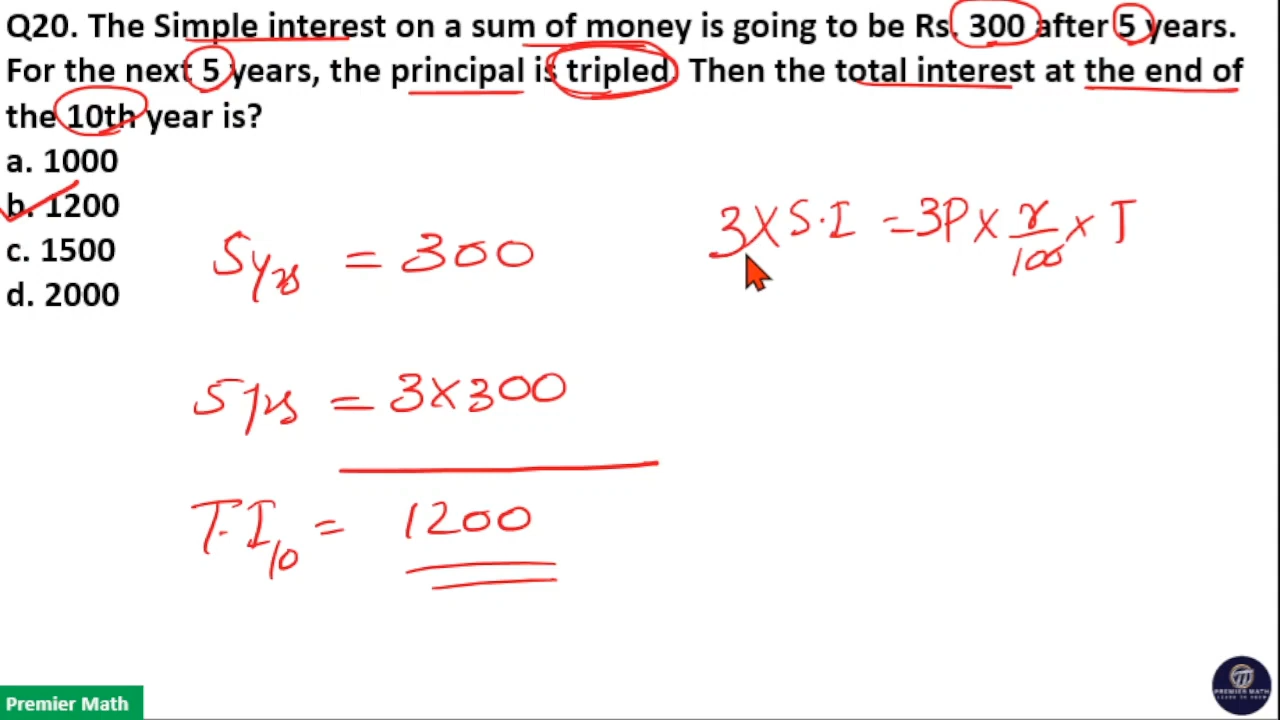 Q20. The Simple interest on a sum of money is going to be Rs. 300 after 5 years.
For the next 5 years, the principal is tripled. Then the total interest at the end of
the 10th year is?
a. 1000
b. 1200
c. 1500
d. 2000
5yrs = 300
3 × S.I = 3P × r/100 × T
5yrs = 3×300
T.I10 = 1200
Premier Math
PREMIER MATH